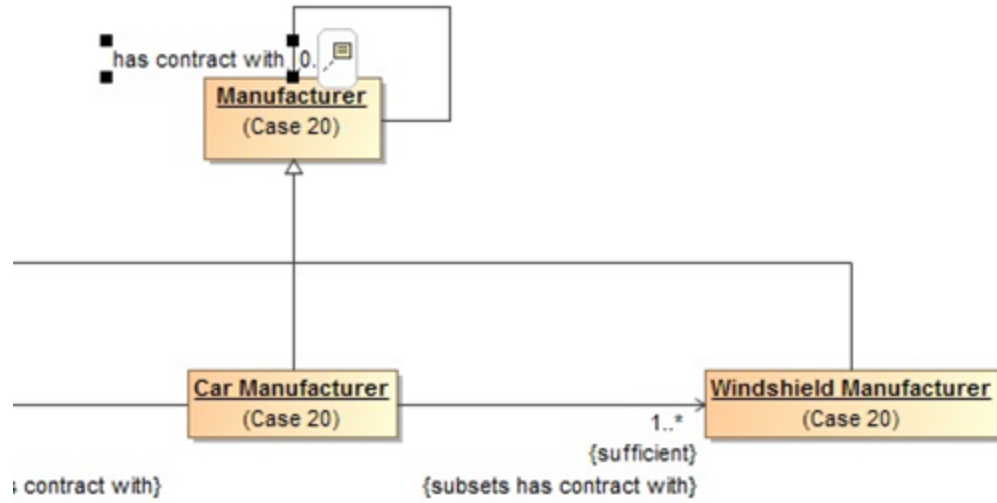 has contract with 0.
Manufacturer
(Case 20)
Car Manufacturer
(Case 20)
Windshield Manufacturer
(Case 20)
1..*
{sufficient}
contract with}
{subsets has contract with}